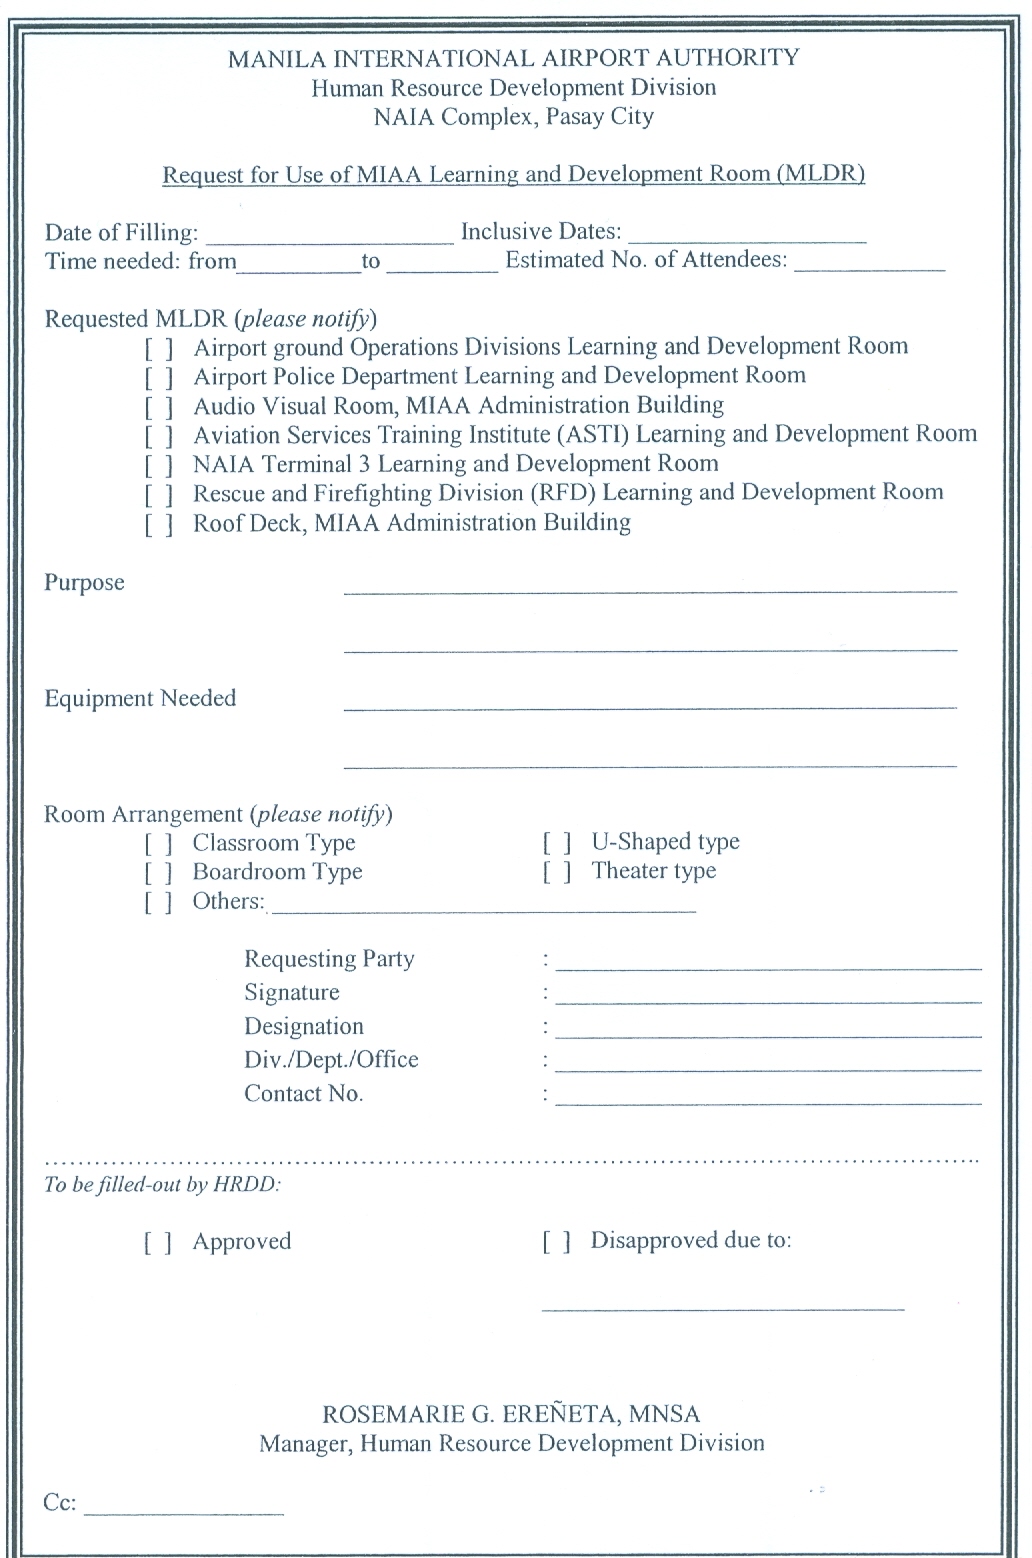 MANILA INTERNATIONAL AIRPORT AUTHORITY
Human Resource Development Division
NAIA Complex, Pasay City
Request for Use of MIAA Learning and Development Room (MLDR)
Date of Filling: ____________________ Inclusive Dates: ____________________
Time needed: from__________to _________ Estimated No. of Attendees: ____________
Requested MLDR (please notify)
[ ] Airport ground Operations Divisions Learning and Development Room
[ ] Airport Police Department Learning and Development Room
[ ] Audio Visual Room, MIAA Administration Building
[ ] Aviation Services Training Institute (ASTI) Learning and Development Room
[ ] NAIA Terminal 3 Learning and Development Room
[ ] Rescue and Firefighting Division (RFD) Learning and Development Room
[ ] Roof Deck, MIAA Administration Building
Purpose
Equipment Needed
Room Arrangement (please notify)
[ ] Classroom Type [ ] U-Shaped type
[ ] Boardroom Type [ ] Theater type
[ ] Others: ____________________
Requesting Party : ____________________
Signature : ____________________
Designation : ____________________
Div./Dept./Office : ____________________
Contact No. : ____________________
To be filled-out by HRDD:
[ ] Approved [ ] Disapproved due to:
ROSEMARIE G. EREÑETA, MNSA
Manager, Human Resource Development Division
Cc: ________________